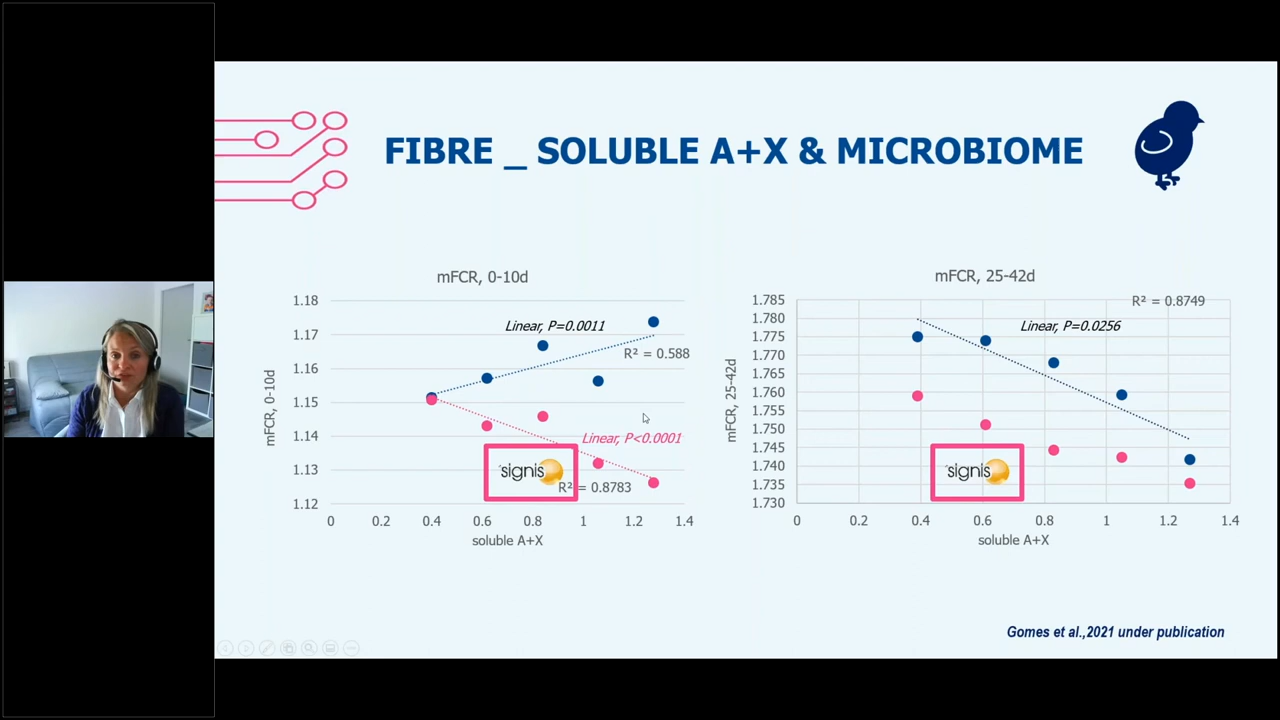 FIBRE _ SOLUBLE A+X & MICROBIOME
mFCR, 0-10d
1.18
1.17
1.16
1.15
1.14
1.13
1.12
mFCR, 0-10d
Linear, P=0.0011
R² = 0.588
Linear, P<0.0001
signis
R² = 0.8783
0 0.2 0.4 0.6 0.8 1 1.2 1.4
soluble A+X
mFCR, 25-42d
R² = 0.8749
1.785
1.780
1.775
1.770
1.765
1.760
1.755
1.750
1.745
1.740
1.735
1.730
mFCR, 25-42d
Linear, P=0.0256
signis
0 0.2 0.4 0.6 0.8 1 1.2 1.4
soluble A+X
Gomes et al.,2021 under publication